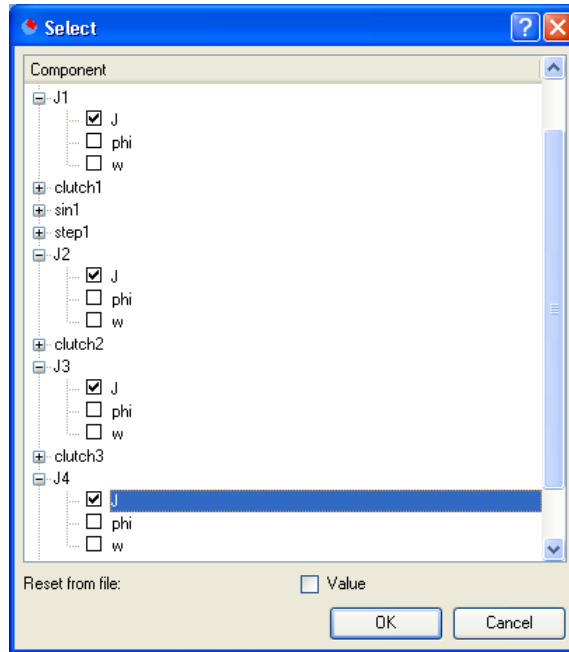 Select
Component
J1
J
phi
w
clutch1
sin1
step1
J2
J
phi
w
clutch2
J3
J
phi
w
clutch3
J4
J
phi
w
Reset from file: Value
OK Cancel